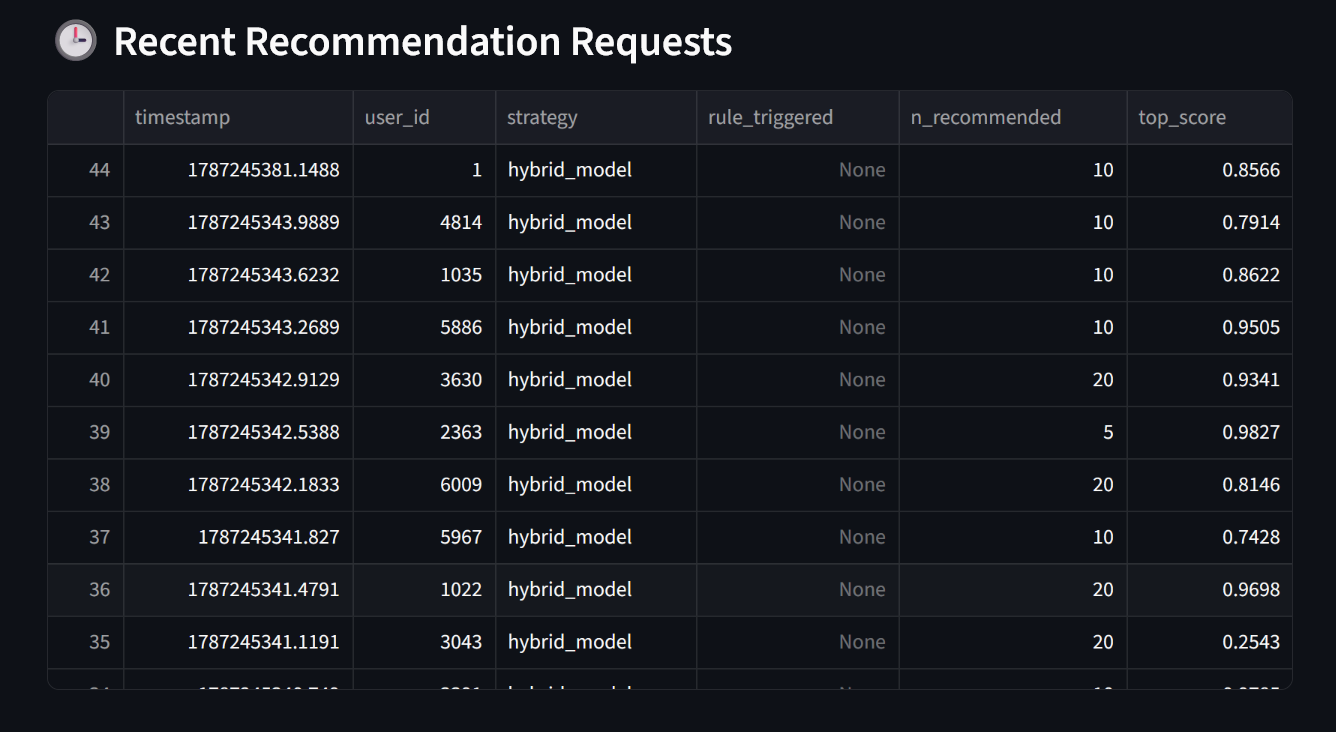 Recent Recommendation Requests
timestamp user_id strategy rule_triggered n_recommended top_score
44 1787245381.1488 1 hybrid_model None 10 0.8566
43 1787245343.9889 4814 hybrid_model None 10 0.7914
42 1787245343.6232 1035 hybrid_model None 10 0.8622
41 1787245343.2689 5886 hybrid_model None 10 0.9505
40 1787245342.9129 3630 hybrid_model None 20 0.9341
39 1787245342.5388 2363 hybrid_model None 5 0.9827
38 1787245342.1833 6009 hybrid_model None 20 0.8146
37 1787245341.827 5967 hybrid_model None 10 0.7428
36 1787245341.4791 1022 hybrid_model None 20 0.9698
35 1787245341.1191 3043 hybrid_model None 20 0.2543